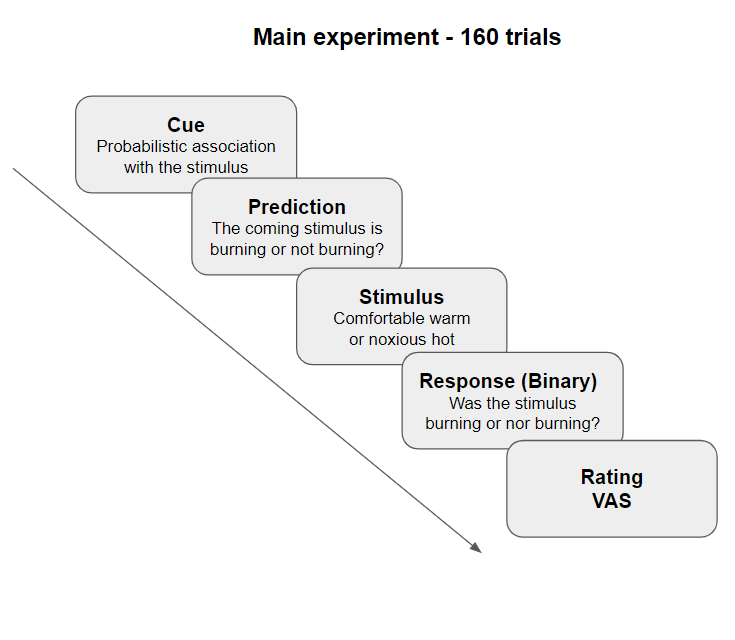 Main experiment - 160 trials
Cue
Probabilistic association
with the stimulus
Prediction
The coming stimulus is
burning or not burning?
Stimulus
Comfortable warm
or noxious hot
Response (Binary)
Was the stimulus
burning or nor burning?
Rating
VAS